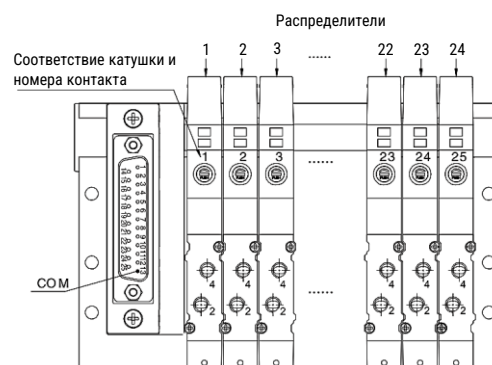 Распределители
1 2 3 ...... 22 23 24
Соответствие катушки и
номера контакта
1 2 3 ...... 23 24 25
COM
4 4 4 ...... 4 4 4
2 2 2 2 2 2